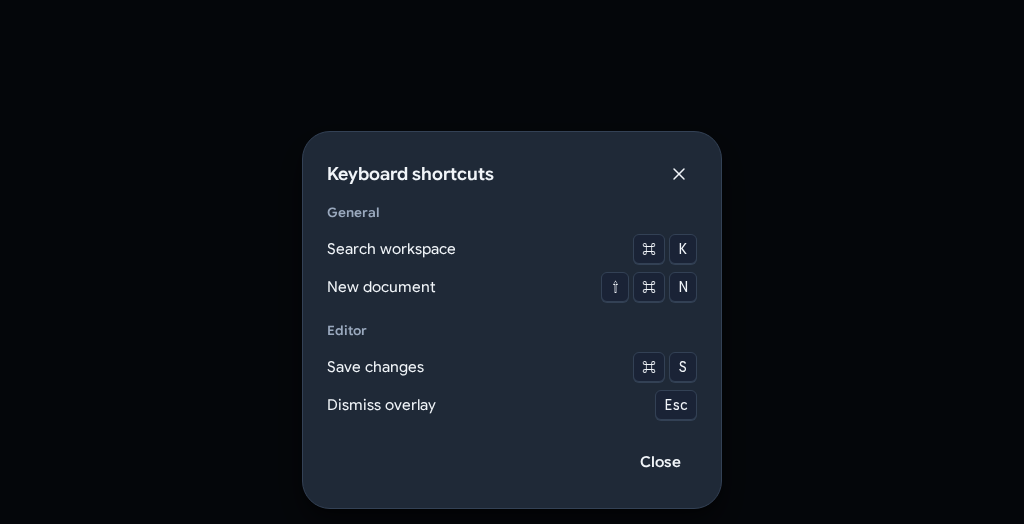 Keyboard shortcuts
General
Search workspace ⌘ K
New document ⇧ ⌘ N
Editor
Save changes ⌘ S
Dismiss overlay Esc
Close